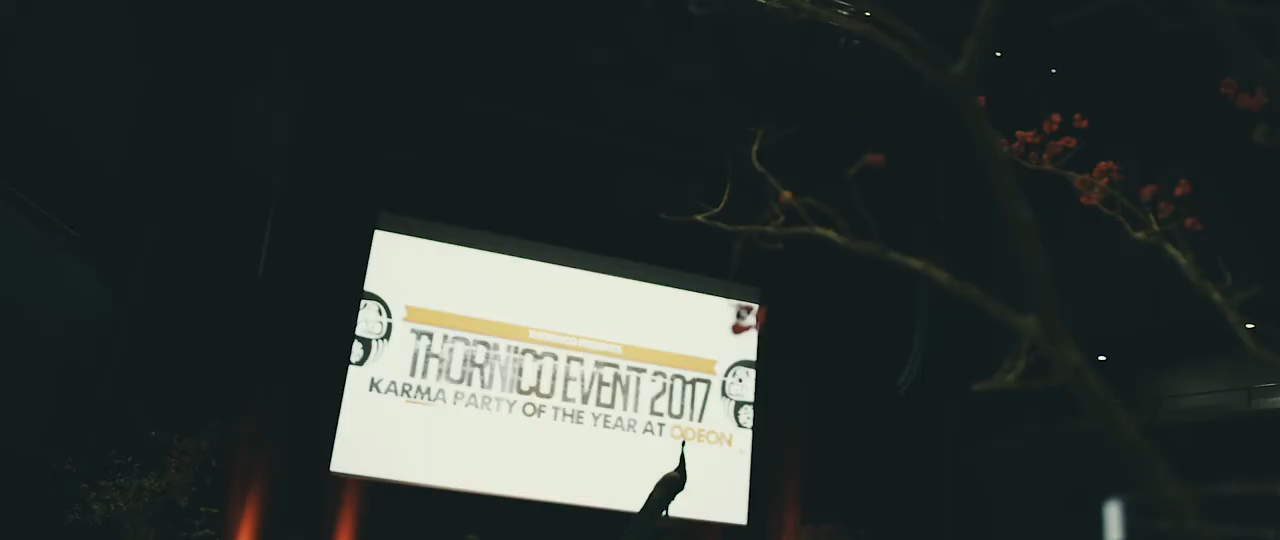 THORNICO EVENT 2017
KARMA PARTY OF THE YEAR AT ODEON